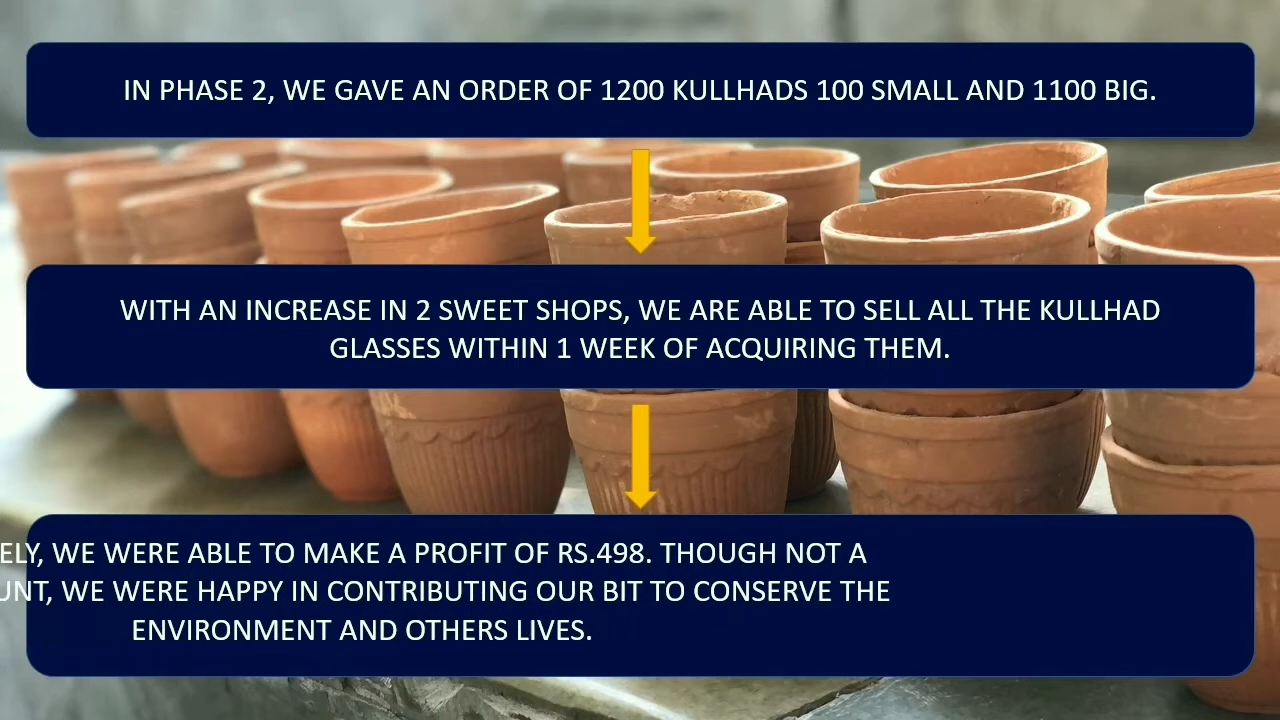 IN PHASE 2, WE GAVE AN ORDER OF 1200 KULLHADS 100 SMALL AND 1100 BIG.
WITH AN INCREASE IN 2 SWEET SHOPS, WE ARE ABLE TO SELL ALL THE KULLHAD
GLASSES WITHIN 1 WEEK OF ACQUIRING THEM.
WE WERE ABLE TO MAKE A PROFIT OF RS.498. THOUGH NOT A
WE WERE HAPPY IN CONTRIBUTING OUR BIT TO CONSERVE THE
ENVIRONMENT AND OTHERS LIVES.